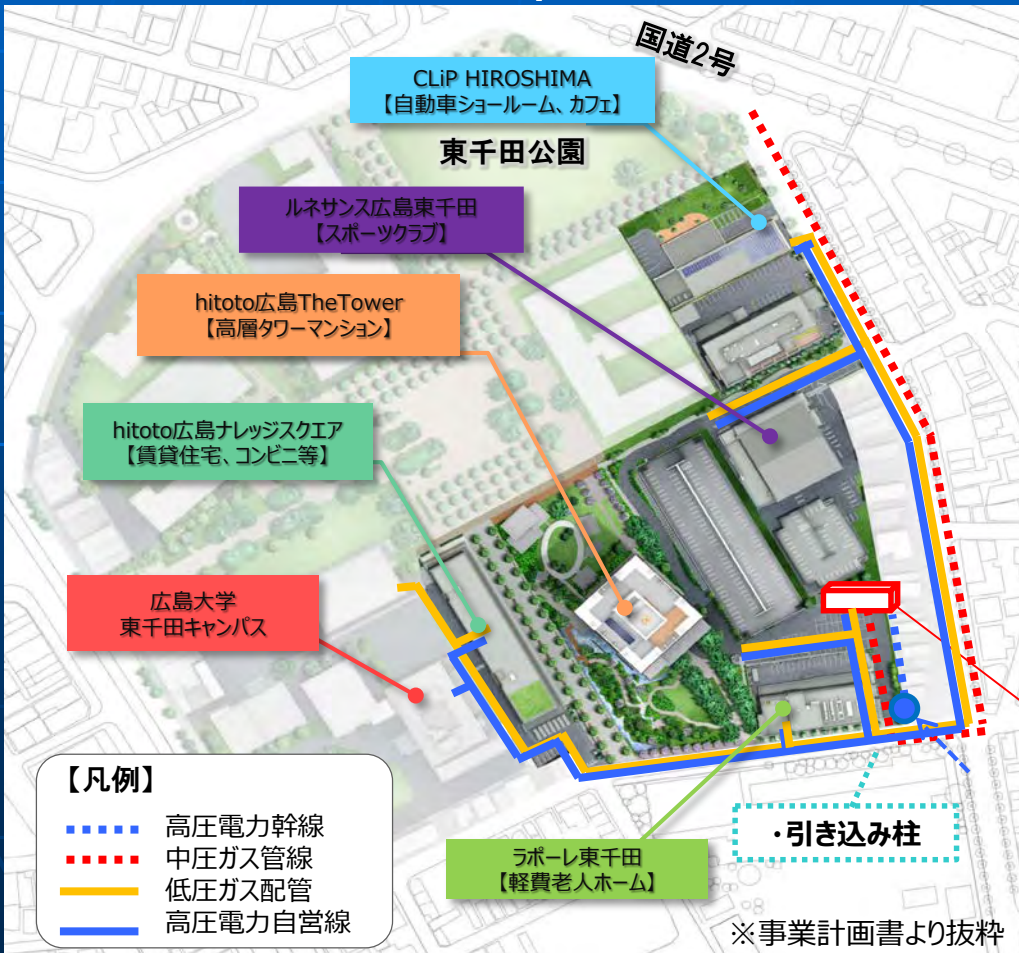 国道2号
CLiP HIROSHIMA
【自動車ショールーム、カフェ】
東千田公園
ルネサンス広島東千田
【スポーツクラブ】
hitoto広島TheTower
【高層タワーマンション】
hitoto広島ナレッジスクエア
【賃貸住宅、コンビニ等】
広島大学
東千田キャンパス
【凡例】
高圧電力幹線
中圧ガス管線
低圧ガス配管
高圧電力自営線
・引き込み柱
ラポーレ東千田
【軽費老人ホーム】
※事業計画書より抜粋